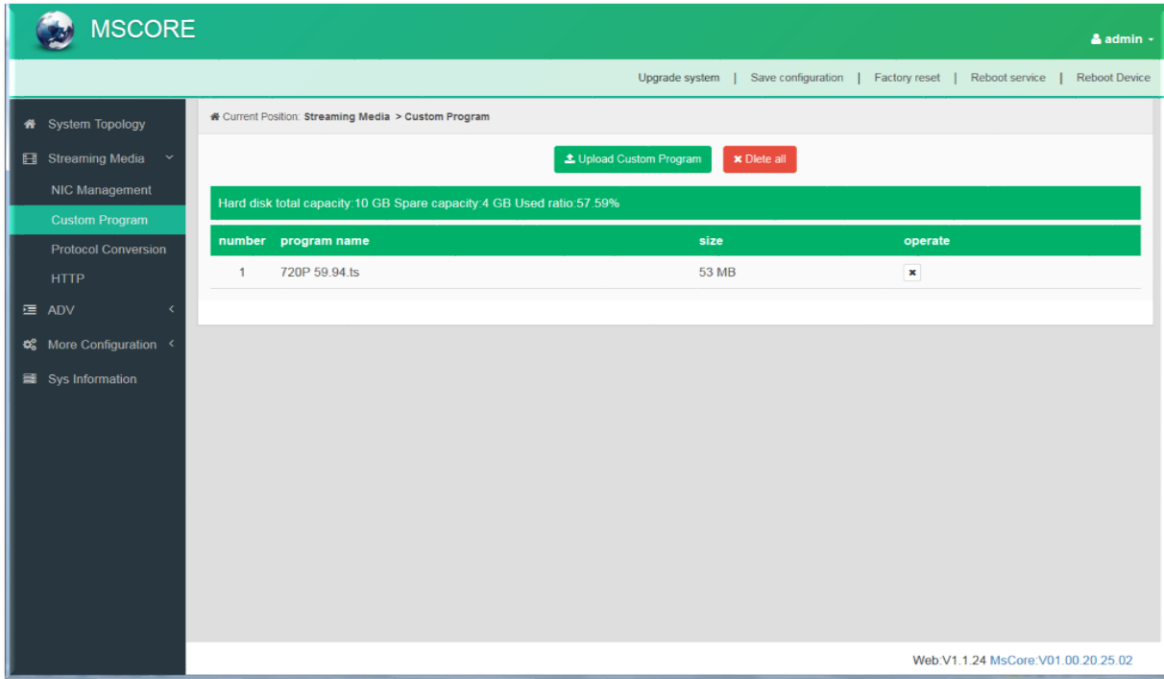 MSCORE
admin
Upgrade system | Save configuration | Factory reset | Reboot service | Reboot Device
System Topology
Streaming Media
NIC Management
Custom Program
Protocol Conversion
HTTP
ADV
More Configuration
Sys Information
Current Position: Streaming Media > Custom Program
Upload Custom Program Dlete all
Hard disk total capacity:10 GB Spare capacity:4 GB Used ratio:57.59%
number program name size operate
1 720P 59.94.ts 53 MB
Web:V1.1.24 MsCore:V01.00.20.25.02